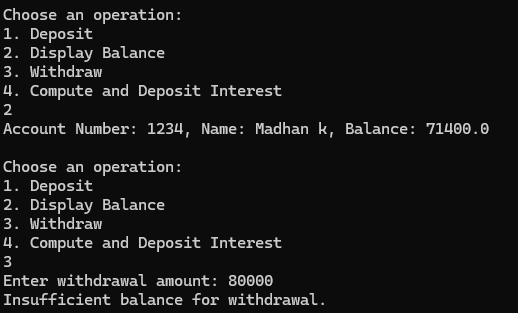 Choose an operation:
1. Deposit
2. Display Balance
3. Withdraw
4. Compute and Deposit Interest
2
Account Number: 1234, Name: Madhan k, Balance: 71400.0

Choose an operation:
1. Deposit
2. Display Balance
3. Withdraw
4. Compute and Deposit Interest
3
Enter withdrawal amount: 80000
Insufficient balance for withdrawal.